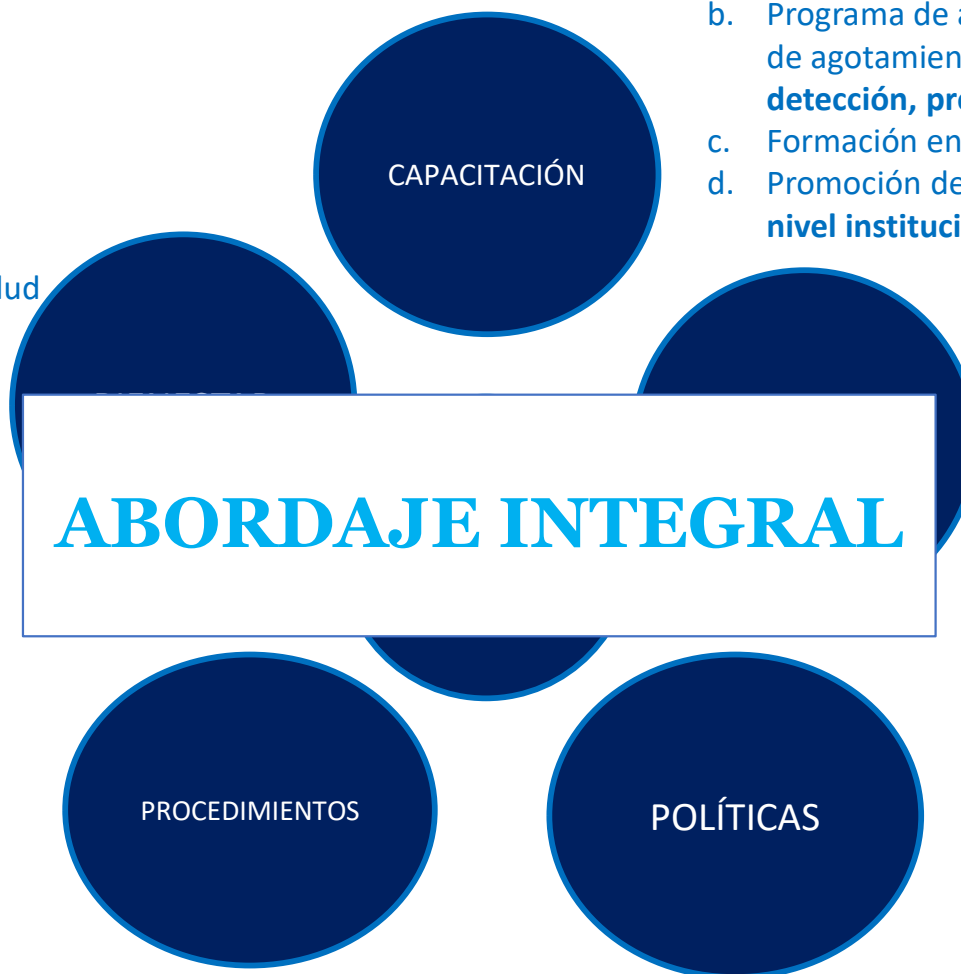 b. Programa de
de agotamien
detección, pr
c. Formación en
d. Promoción de
nivel instituci
CAPACITACIÓN
lud
ABORDAJE INTEGRAL
PROCEDIMIENTOS
POLÍTICAS